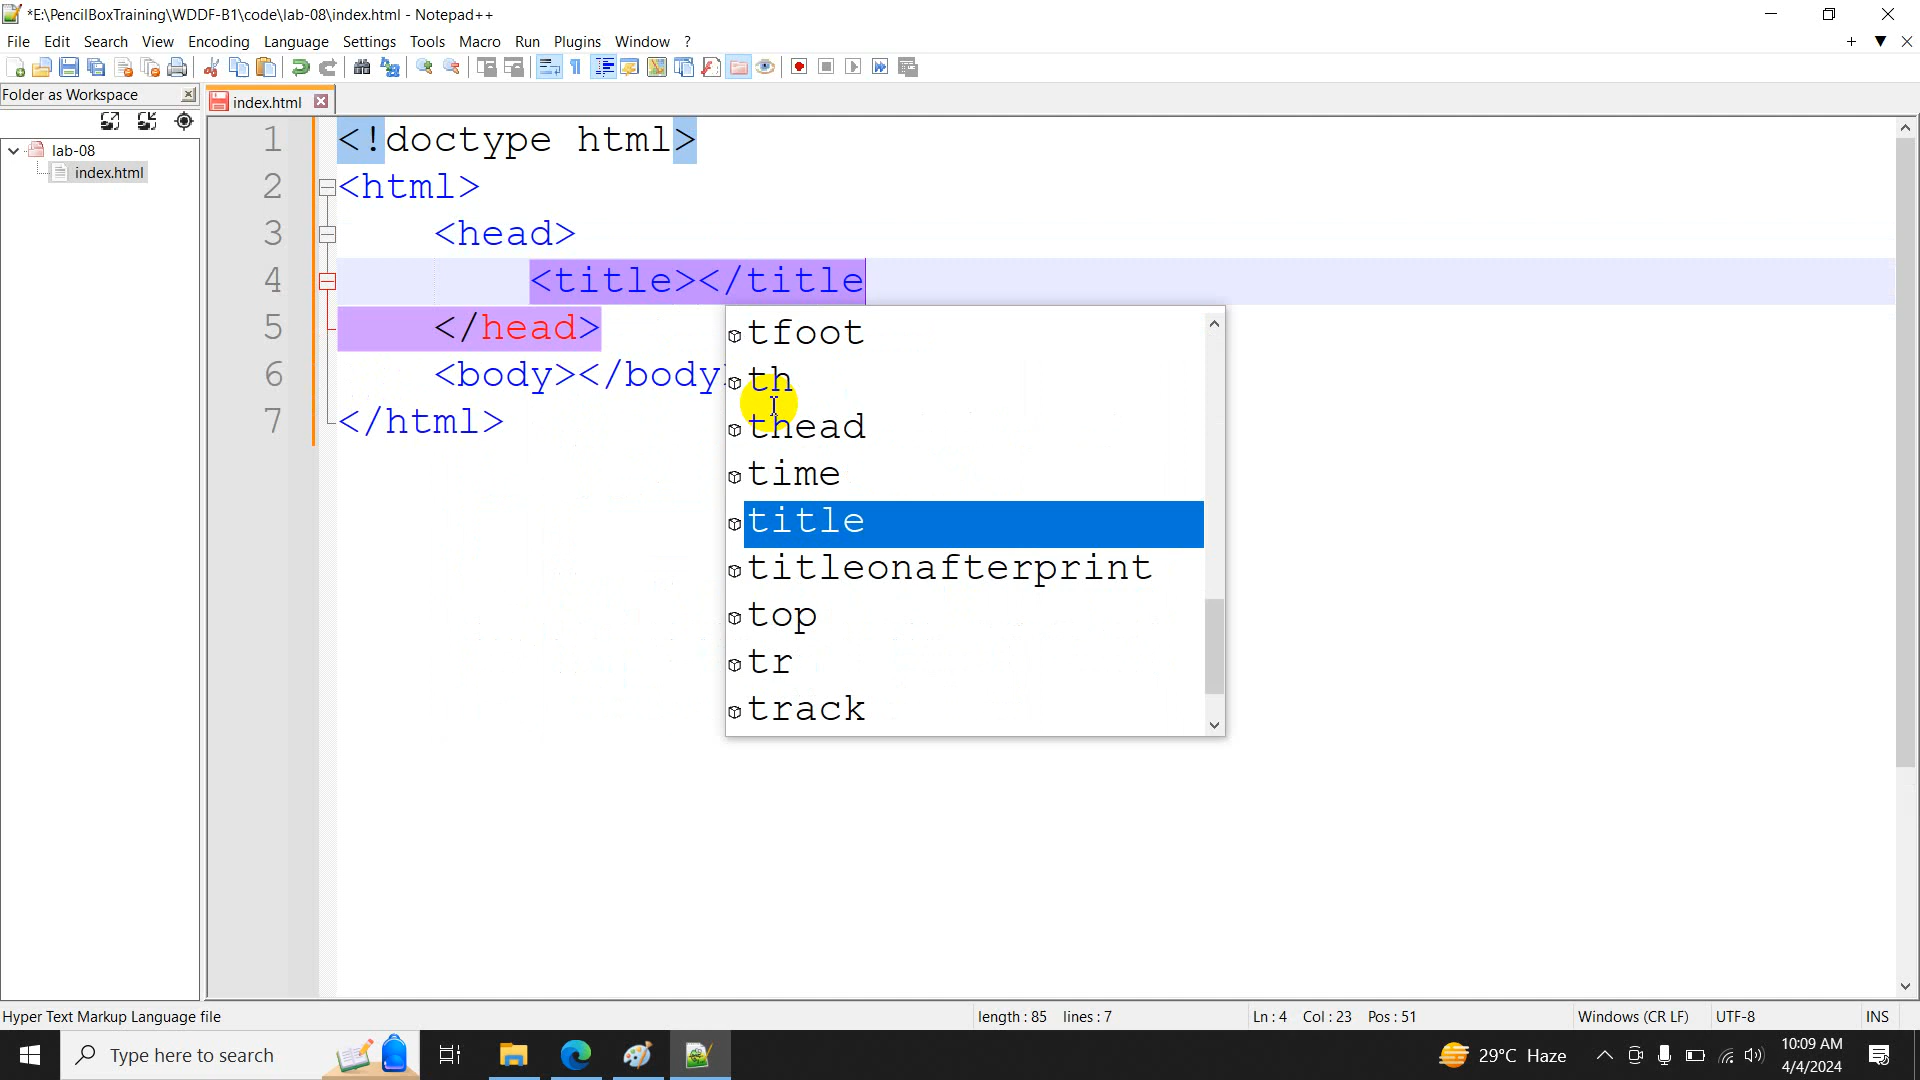 *E:\PencilBoxTraining\WDDF-B1\code\lab-08\index.html - Notepad++
File Edit Search View Encoding Language Settings Tools Macro Run Plugins Window ?
Folder as Workspace
index.html
lab-08
index.html
1 <!doctype html>
2 <html>
3 <head>
4 <title></title
5 </head>
6 <body></body
7 </html>
tfoot
th
thead
time
title
titleonafterprint
top
tr
track
Hyper Text Markup Language file length : 85 lines : 7 Ln : 4 Col : 23 Pos : 51 Windows (CR LF) UTF-8 INS
Type here to search
29°C Haze
10:09 AM
4/4/2024